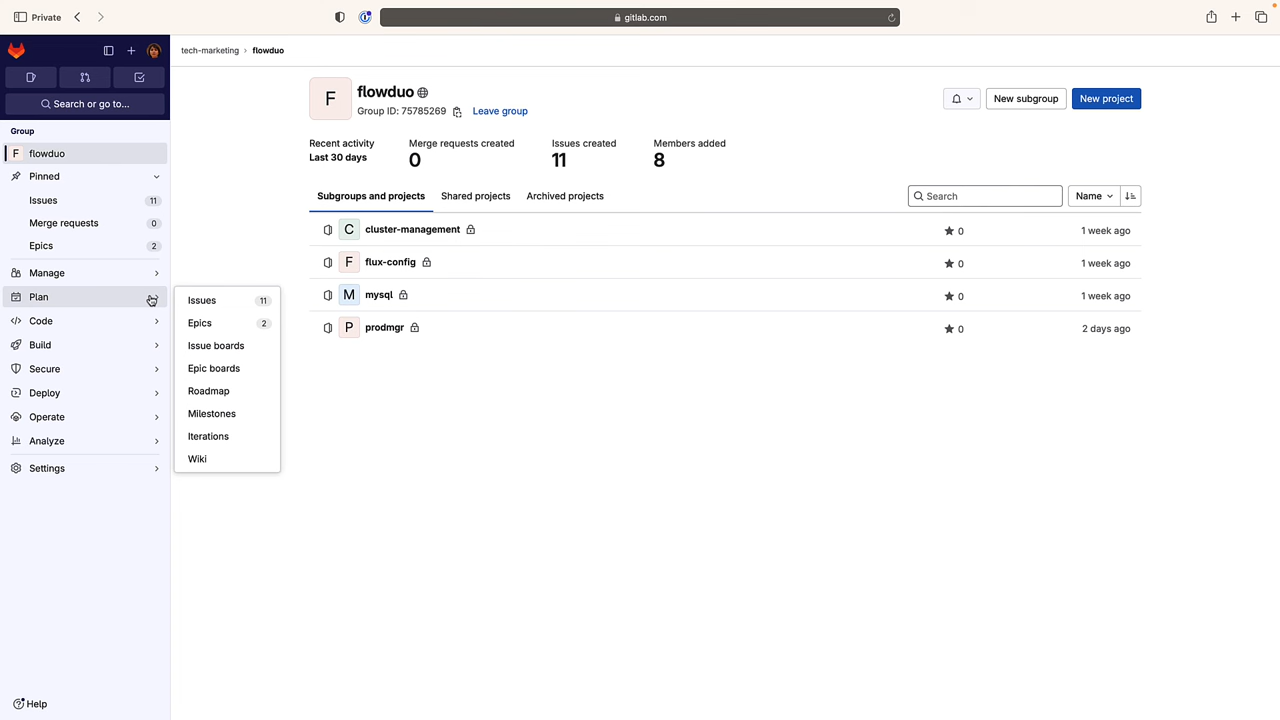 Private
gitlab.com
tech-marketing › flowduo
Search or go to...
Group
F flowduo
Pinned
Issues 11
Merge requests 0
Epics 2
Manage
Plan
Code
Build
Secure
Deploy
Operate
Analyze
Settings
Help
Issues 11
Epics 2
Issue boards
Epic boards
Roadmap
Milestones
Iterations
Wiki
F
flowduo
Group ID: 75785269 Leave group
New subgroup
New project
Recent activity
Last 30 days
Merge requests created
0
Issues created
11
Members added
8
Subgroups and projects Shared projects Archived projects
Search
Name
C cluster-management 0 1 week ago
F flux-config 0 1 week ago
M mysql 0 1 week ago
P prodmgr 0 2 days ago